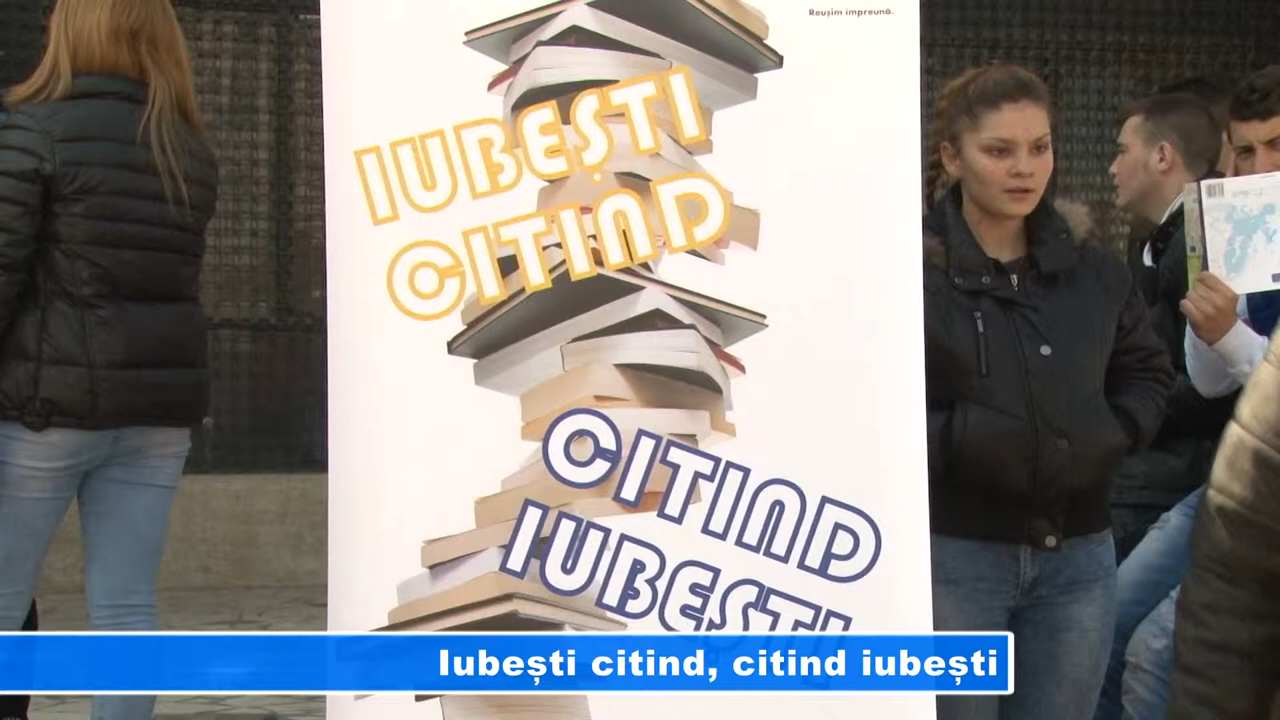 Reușim împreună.
IUBEȘTI
CITIND
CITIND
IUBEȘTI
Iubești citind, citind iubești